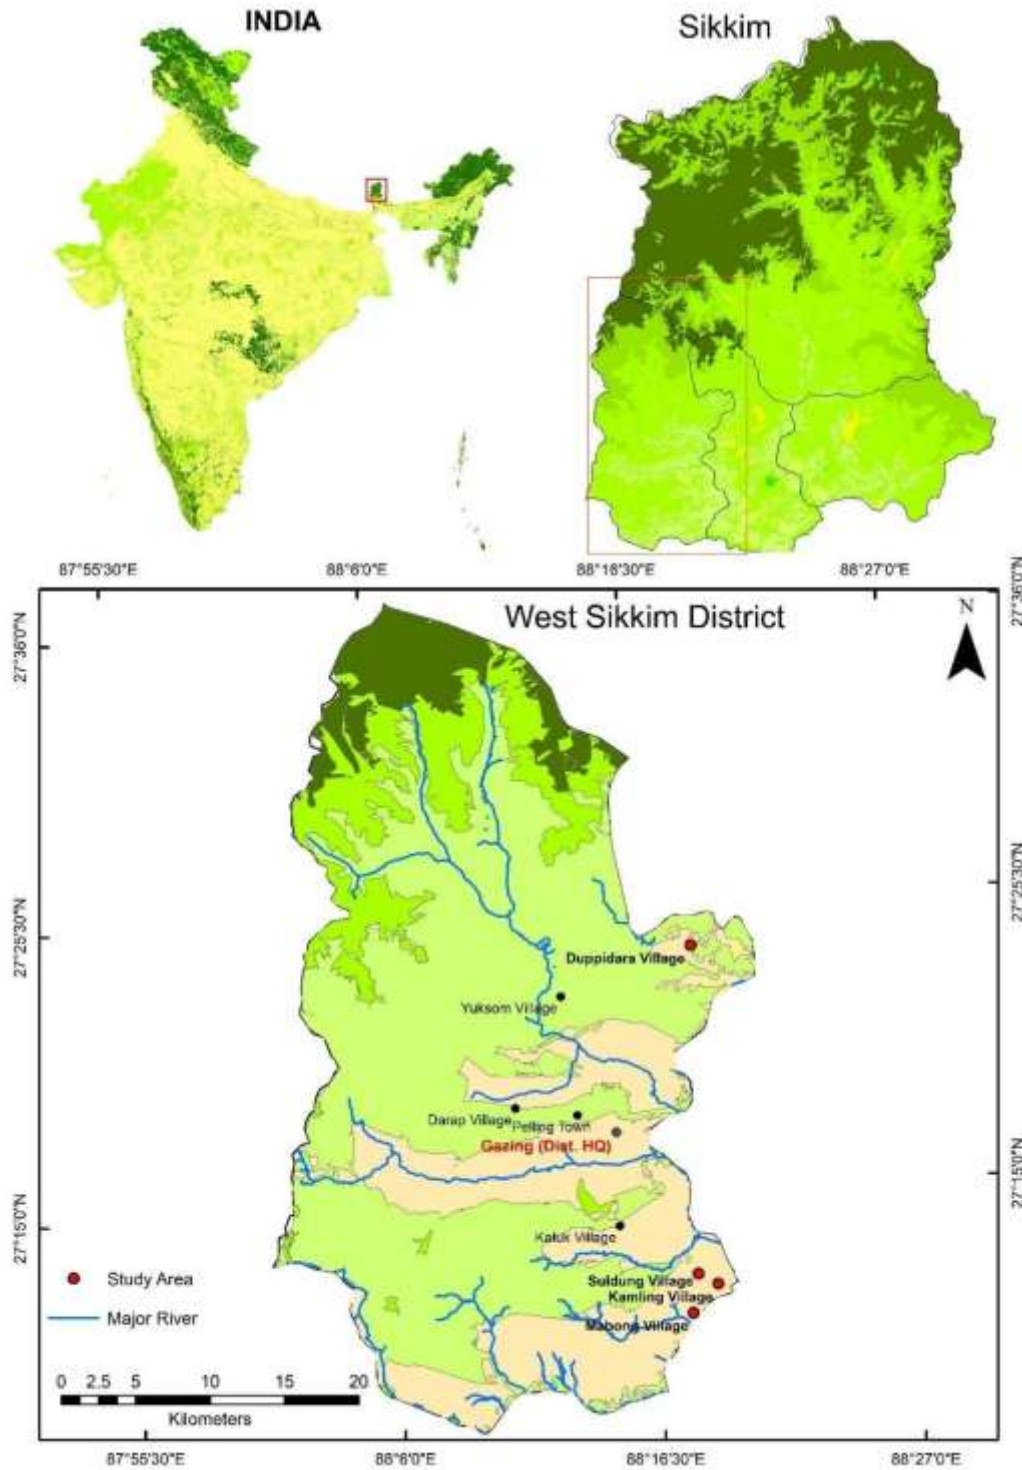 INDIA
Sikkim
87°55'30"E 88°6'0"E 88°16'30"E 88°27'0"E
27°36'0"N
27°36'0"N
West Sikkim District
N
27°25'30"N
27°25'30"N
Duppidara Village
Yuksom Village
Darap Village
Pelling Town
Gazing (Dist. HQ)
27°15'0"N
27°15'0"N
Kaluk Village
Suldung Village
Kamling Village
Mabong Village
Study Area
Major River
0 2.5 5 10 15 20
Kilometers
87°55'30"E 88°6'0"E 88°16'30"E 88°27'0"E